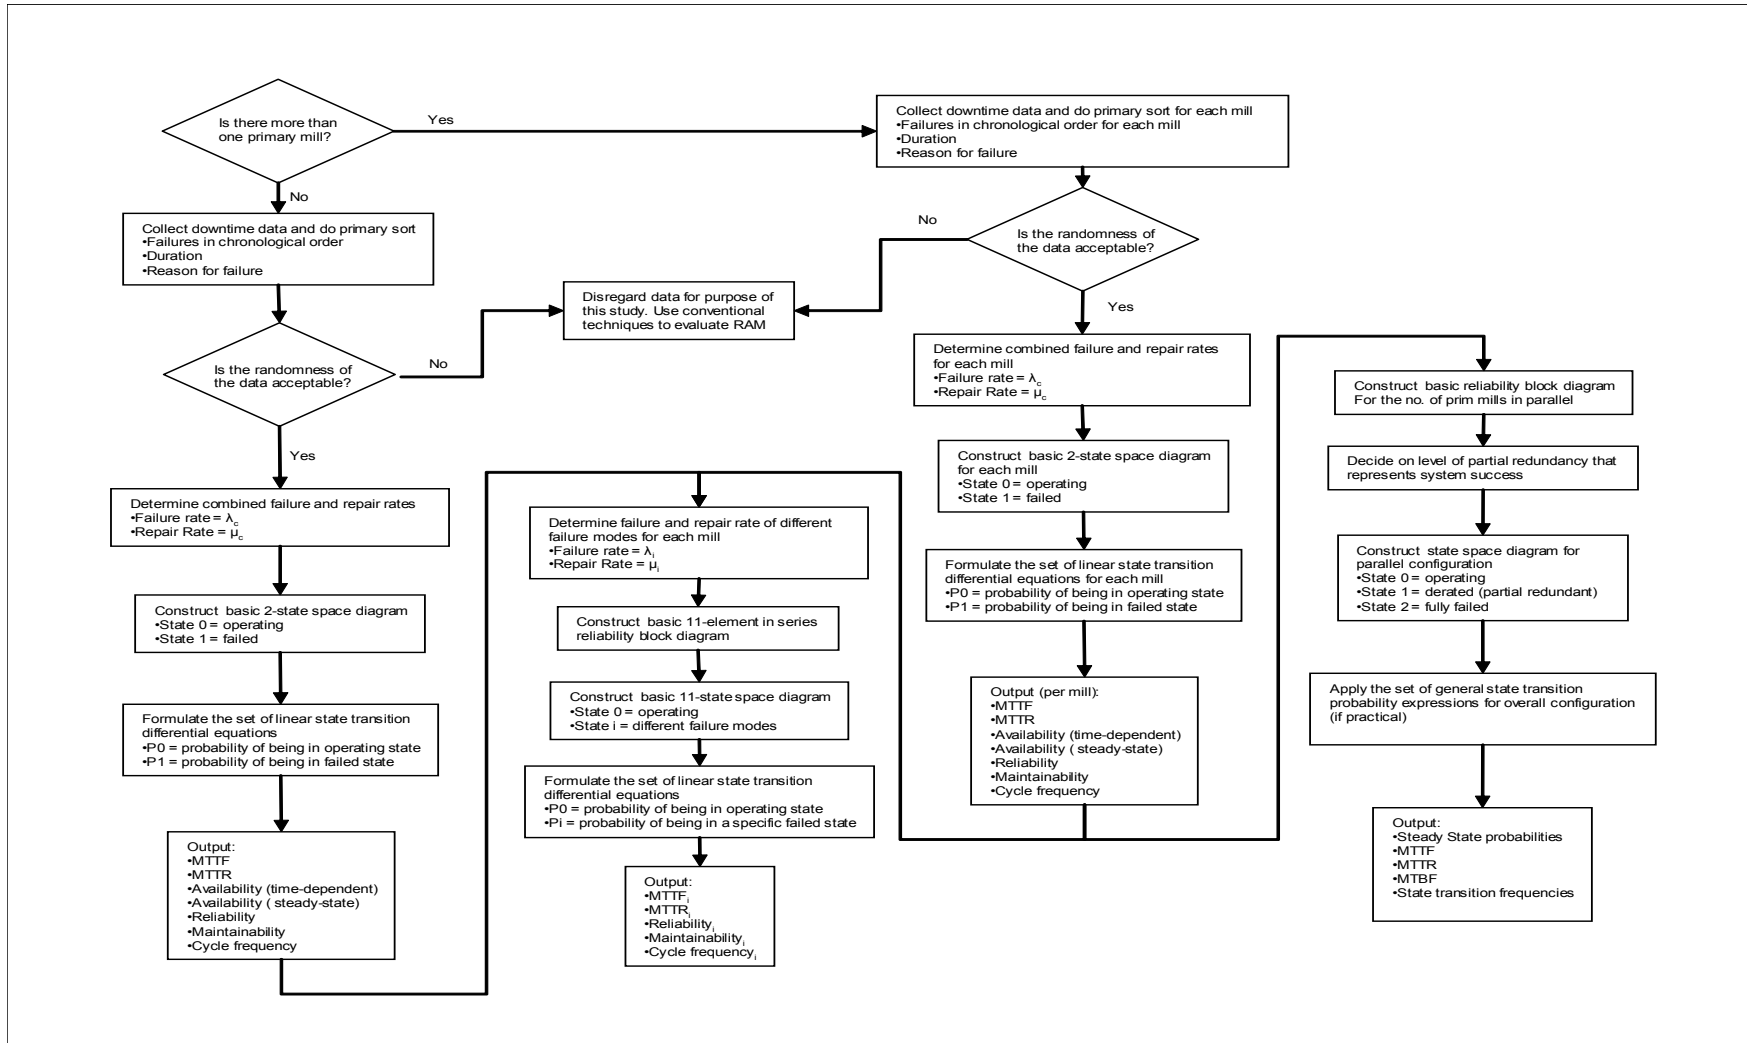 Is there more than
one primary mill?
Yes
No
Collect downtime data and do primary sort
•Failures in chronological order
•Duration
•Reason for failure
Is the randomness of
the data acceptable?
No
Yes
Determine combined failure and repair rates
•Failure rate = λc
•Repair Rate = µc
Construct basic 2-state space diagram
•State 0 = operating
•State 1 = failed
Formulate the set of linear state transition
differential equations
•P0 = probability of being in operating state
•P1 = probability of being in failed state
Output:
•MTTF
•MTTR
•Availability (time-dependent)
•Availability ( steady-state)
•Reliability
•Maintainability
•Cycle frequency
Disregard data for purpose of
this study. Use conventional
techniques to evaluate RAM
Determine failure and repair rate of different
failure modes for each mill
•Failure rate = λi
•Repair Rate = µi
Construct basic 11-element in series
reliability block diagram
Construct basic 11-state space diagram
•State 0 = operating
•State i = different failure modes
Formulate the set of linear state transition
differential equations
•P0 = probability of being in operating state
•Pi = probability of being in a specific failed state
Output:
•MTTFi
•MTTRi
•Reliabilityi
•Maintainabilityi
•Cycle frequencyi
Collect downtime data and do primary sort for each mill
•Failures in chronological order for each mill
•Duration
•Reason for failure
Is the randomness of
the data acceptable?
No
Yes
Determine combined failure and repair rates
for each mill
•Failure rate = λc
•Repair Rate = µc
Construct basic 2-state space diagram
for each mill
•State 0 = operating
•State 1 = failed
Formulate the set of linear state transition
differential equations for each mill
•P0 = probability of being in operating state
•P1 = probability of being in failed state
Output (per mill):
•MTTF
•MTTR
•Availability (time-dependent)
•Availability ( steady-state)
•Reliability
•Maintainability
•Cycle frequency
Construct basic reliability block diagram
For the no. of prim mills in parallel
Decide on level of partial redundancy that
represents system success
Construct state space diagram for
parallel configuration
•State 0 = operating
•State 1 = derated (partial redundant)
•State 2 = fully failed
Apply the set of general state transition
probability expressions for overall configuration
(if practical)
Output:
•Steady State probabilities
•MTTF
•MTTR
•MTBF
•State transition frequencies